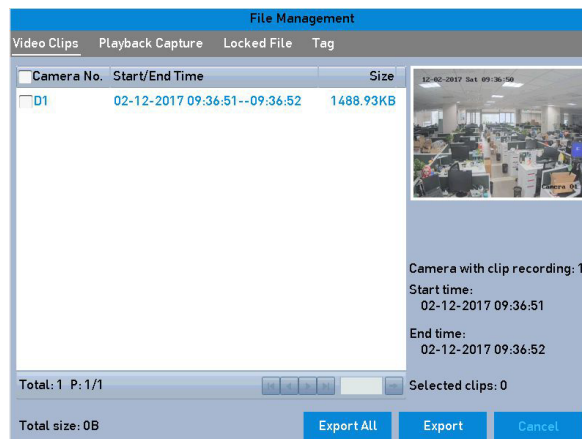 File Management
Video Clips Playback Capture Locked File Tag
Camera No. Start/End Time Size
D1 02-12-2017 09:36:51--09:36:52 1488.93KB
12-02-2017 Sat 09:36:50
Camera 01
Camera with clip recording: 1
Start time:
02-12-2017 09:36:51
End time:
02-12-2017 09:36:52
Total: 1 P: 1/1
Selected clips: 0
Total size: 0B
Export All Export Cancel